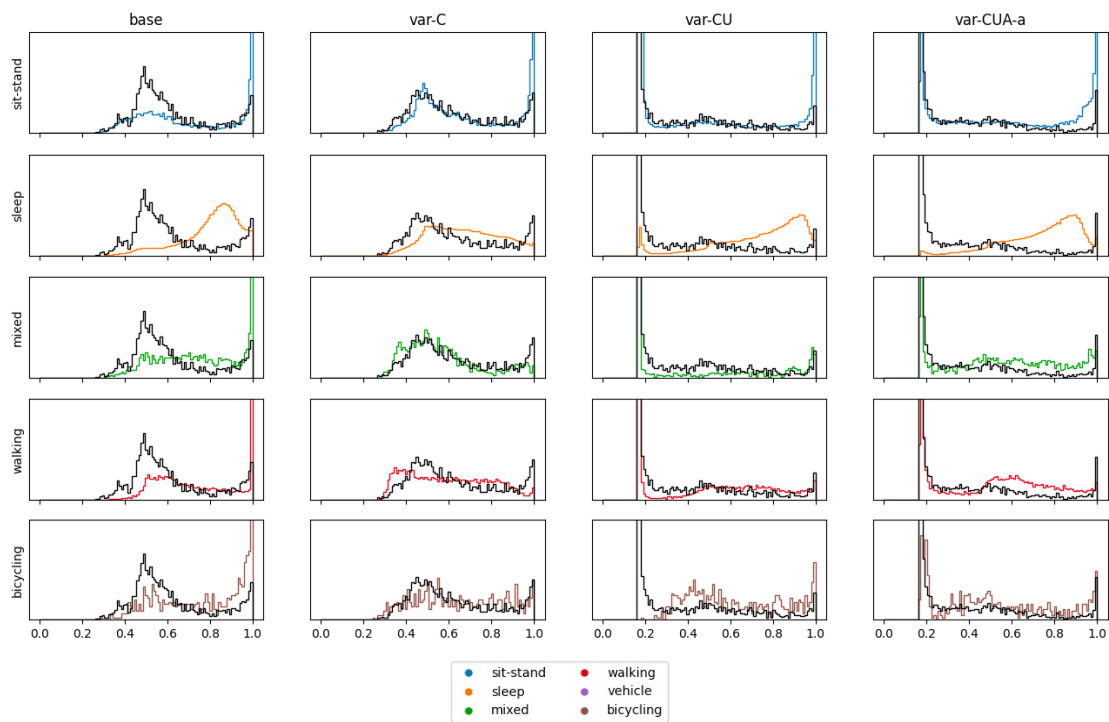 base var-C var-CU var-CUA-a
sit-stand
sleep
mixed
walking
bicycling
0.0 0.2 0.4 0.6 0.8 1.0 0.0 0.2 0.4 0.6 0.8 1.0 0.0 0.2 0.4 0.6 0.8 1.0 0.0 0.2 0.4 0.6 0.8 1.0
sit-stand walking
sleep vehicle
mixed bicycling